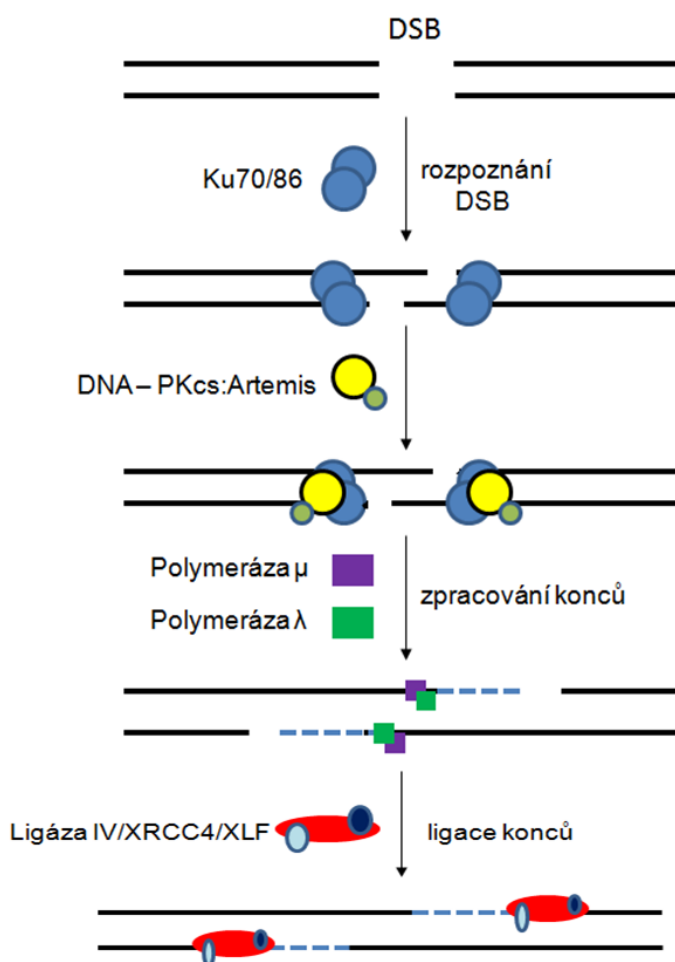 DSB
Ku70/86
rozpoznání
DSB
DNA – PKcs:Artemis
Polymeráza μ
Polymeráza λ
zpracování konců
Ligáza IV/XRCC4/XLF
ligace konců